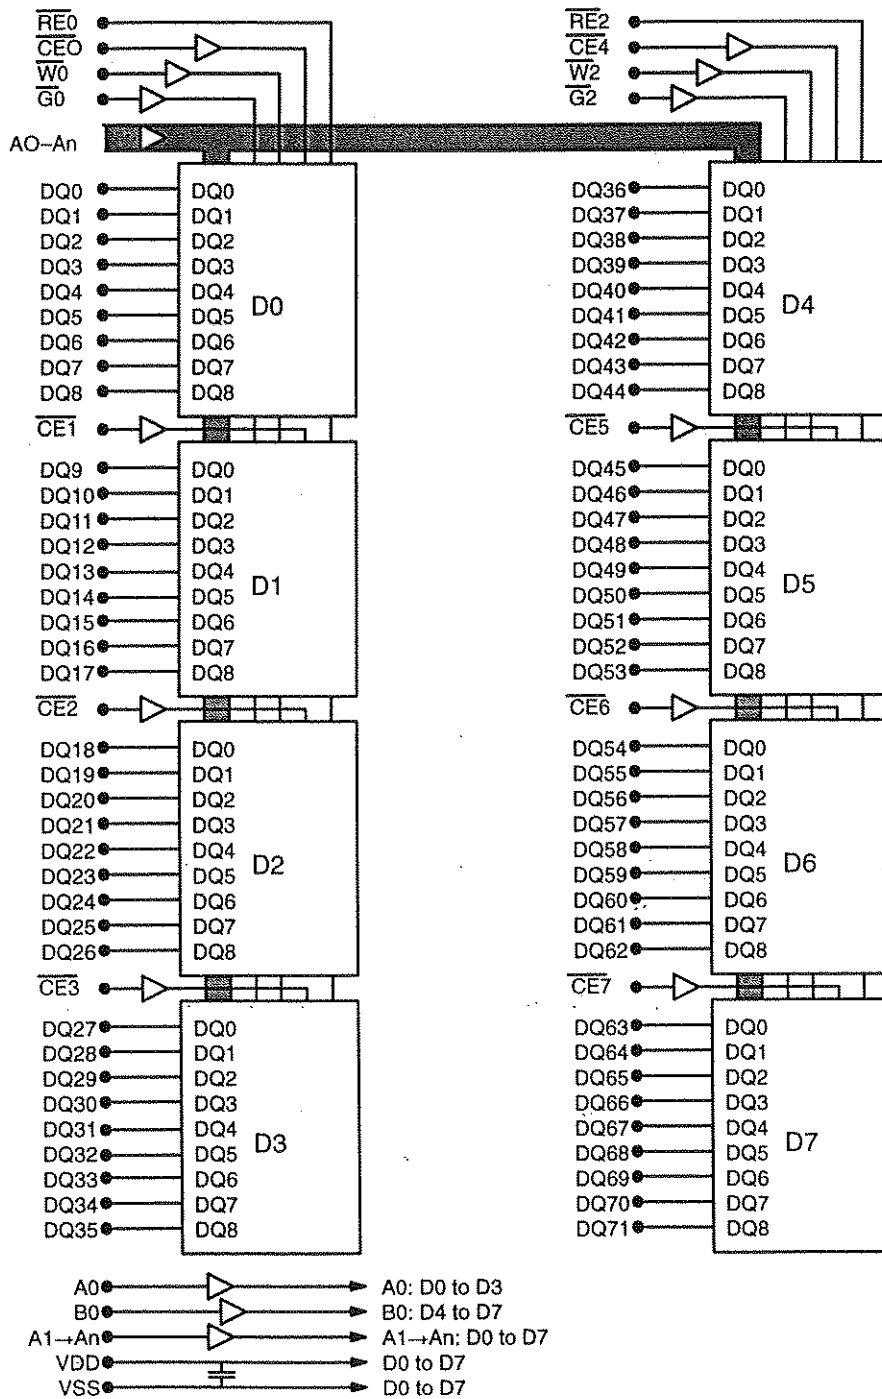 RE0
CEO
W0
G0
AO–An
DQ0 DQ0
DQ1 DQ1
DQ2 DQ2
DQ3 DQ3
DQ4 DQ4
DQ5 DQ5
DQ6 DQ6
DQ7 DQ7
DQ8 DQ8
D0
CE1
DQ9 DQ0
DQ10 DQ1
DQ11 DQ2
DQ12 DQ3
DQ13 DQ4
DQ14 DQ5
DQ15 DQ6
DQ16 DQ7
DQ17 DQ8
D1
CE2
DQ18 DQ0
DQ19 DQ1
DQ20 DQ2
DQ21 DQ3
DQ22 DQ4
DQ23 DQ5
DQ24 DQ6
DQ25 DQ7
DQ26 DQ8
D2
CE3
DQ27 DQ0
DQ28 DQ1
DQ29 DQ2
DQ30 DQ3
DQ31 DQ4
DQ32 DQ5
DQ33 DQ6
DQ34 DQ7
DQ35 DQ8
D3
RE2
CE4
W2
G2
DQ36 DQ0
DQ37 DQ1
DQ38 DQ2
DQ39 DQ3
DQ40 DQ4
DQ41 DQ5
DQ42 DQ6
DQ43 DQ7
DQ44 DQ8
D4
CE5
DQ45 DQ0
DQ46 DQ1
DQ47 DQ2
DQ48 DQ3
DQ49 DQ4
DQ50 DQ5
DQ51 DQ6
DQ52 DQ7
DQ53 DQ8
D5
CE6
DQ54 DQ0
DQ55 DQ1
DQ56 DQ2
DQ57 DQ3
DQ58 DQ4
DQ59 DQ5
DQ60 DQ6
DQ61 DQ7
DQ62 DQ8
D6
CE7
DQ63 DQ0
DQ64 DQ1
DQ65 DQ2
DQ66 DQ3
DQ67 DQ4
DQ68 DQ5
DQ69 DQ6
DQ70 DQ7
DQ71 DQ8
D7
A0 A0: D0 to D3
B0 B0: D4 to D7
A1→An A1→An: D0 to D7
VDD D0 to D7
VSS D0 to D7